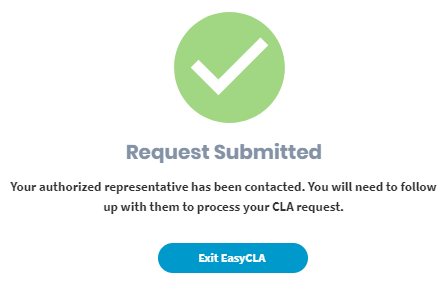 Request Submitted
Your authorized representative has been contacted. You will need to follow
up with them to process your CLA request.
Exit EasyCLA